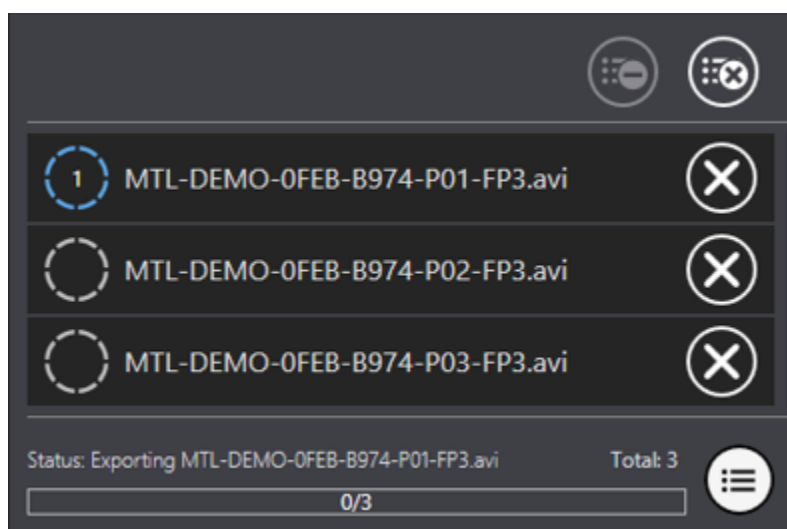 1 MTL-DEMO-0FEB-B974-P01-FP3.avi
MTL-DEMO-0FEB-B974-P02-FP3.avi
MTL-DEMO-0FEB-B974-P03-FP3.avi
Status: Exporting MTL-DEMO-0FEB-B974-P01-FP3.avi Total: 3
0/3